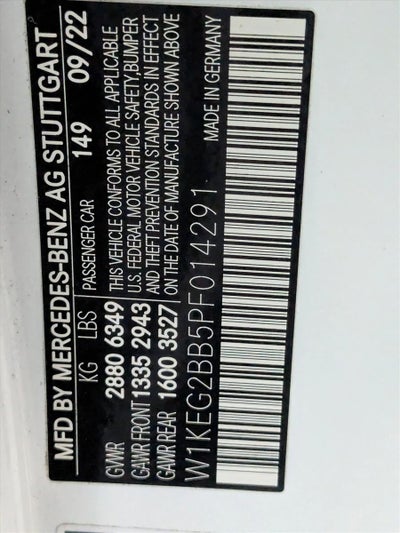 MFD BY MERCEDES-BENZ AG STUTTGART
KG LBS PASSENGER CAR 149 09/22
GVWR 2880 6349 THIS VEHICLE CONFORMS TO ALL APPLICABLE
GAWR FRONT 1335 2943 U.S. FEDERAL MOTOR VEHICLE SAFETY, BUMPER
GAWR REAR 1600 3527 AND THEFT PREVENTION STANDARDS IN EFFECT
ON THE DATE OF MANUFACTURE SHOWN ABOVE
W1KEG2BB5PF014291 MADE IN GERMANY